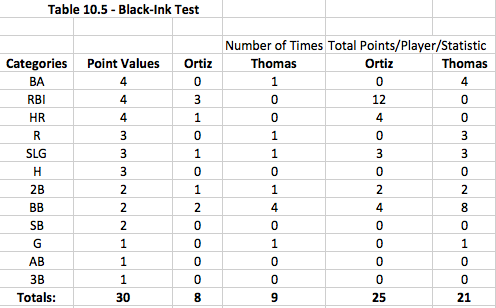 Table 10.5 - Black-Ink Test
Number of Times Total Points/Player/Statistic
Categories Point Values Ortiz Thomas Ortiz Thomas
BA 4 0 1 0 4
RBI 4 3 0 12 0
HR 4 1 0 4 0
R 3 0 1 0 3
SLG 3 1 1 3 3
H 3 0 0 0 0
2B 2 1 1 2 2
BB 2 2 4 4 8
SB 2 0 0 0 0
G 1 0 1 0 1
AB 1 0 0 0 0
3B 1 0 0 0 0
Totals: 30 8 9 25 21